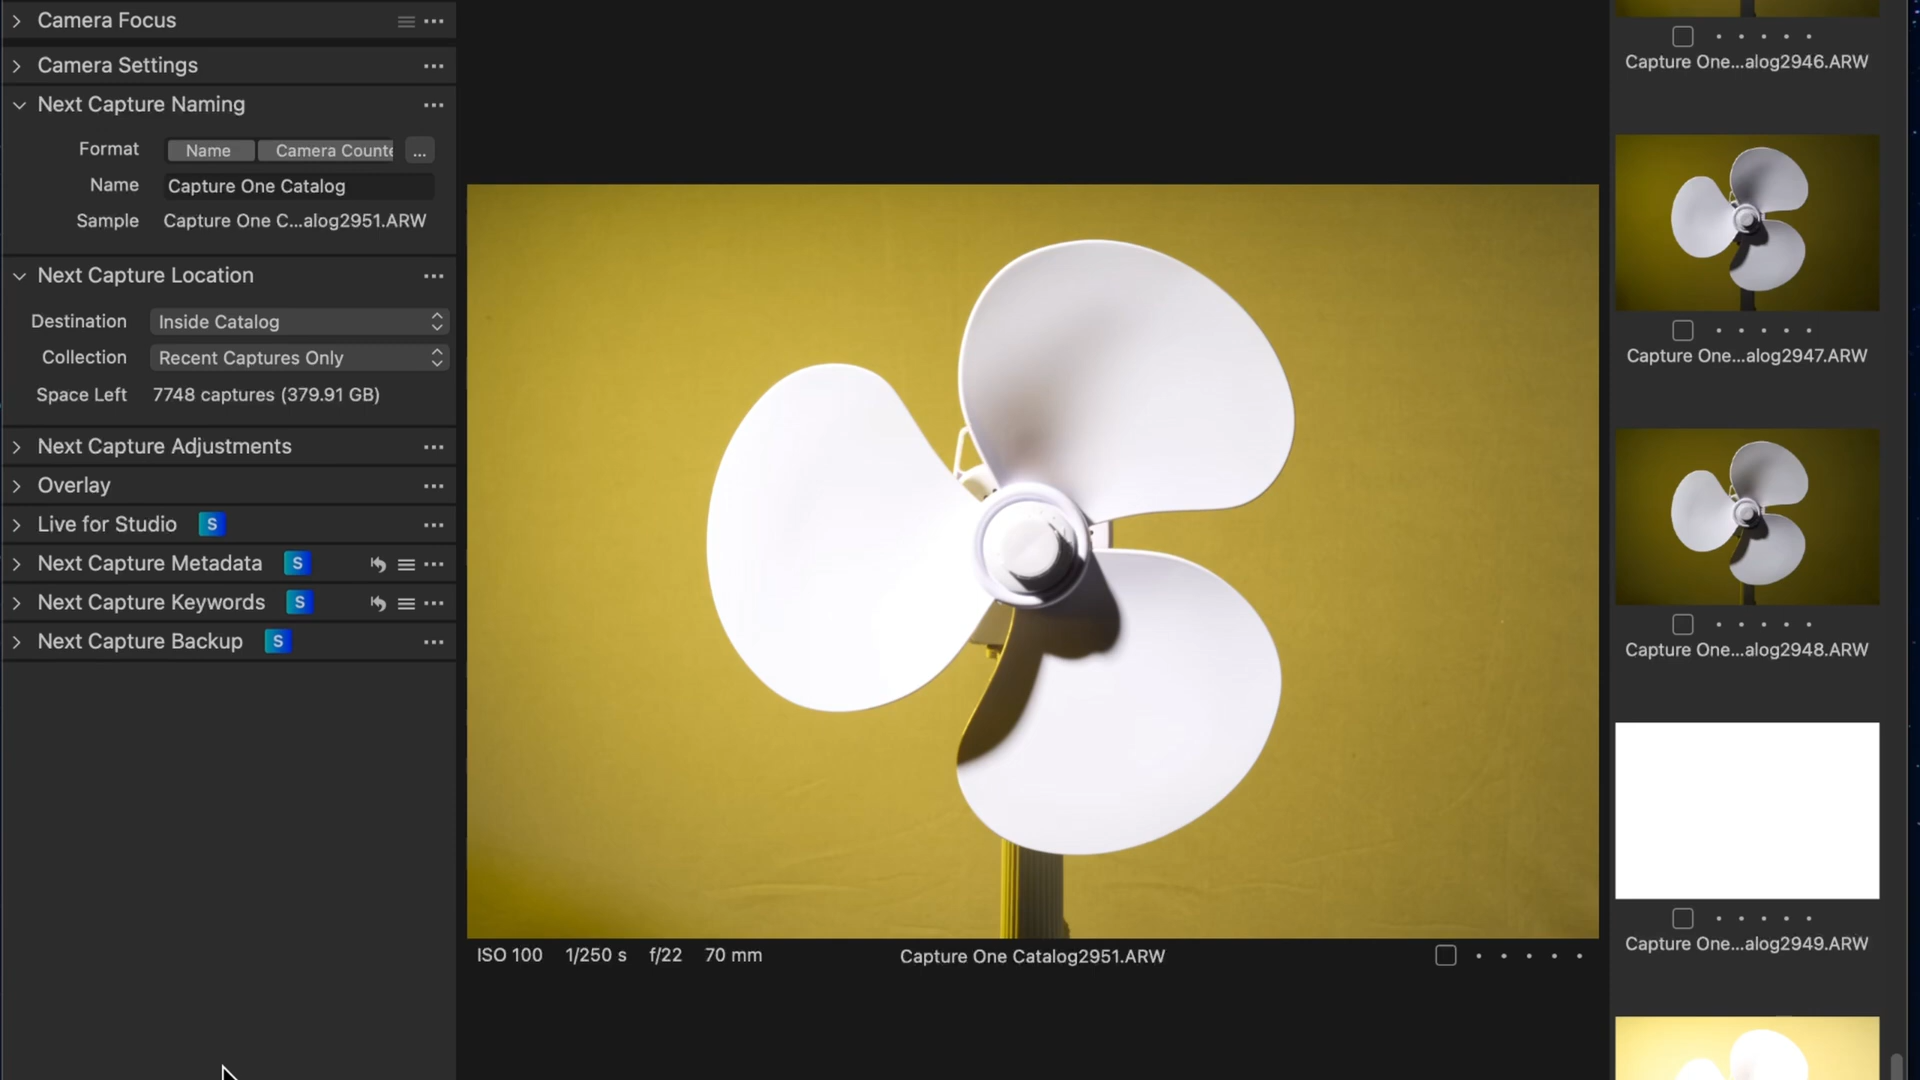 Camera Focus
Camera Settings
Next Capture Naming
Format Name Camera Counte ...
Name Capture One Catalog
Sample Capture One C...alog2951.ARW
Next Capture Location
Destination Inside Catalog
Collection Recent Captures Only
Space Left 7748 captures (379.91 GB)
Next Capture Adjustments
Overlay
Live for Studio S
Next Capture Metadata S
Next Capture Keywords S
Next Capture Backup S
ISO 100 1/250 s f/22 70 mm Capture One Catalog2951.ARW
Capture One...alog2946.ARW
Capture One...alog2947.ARW
Capture One...alog2948.ARW
Capture One...alog2949.ARW